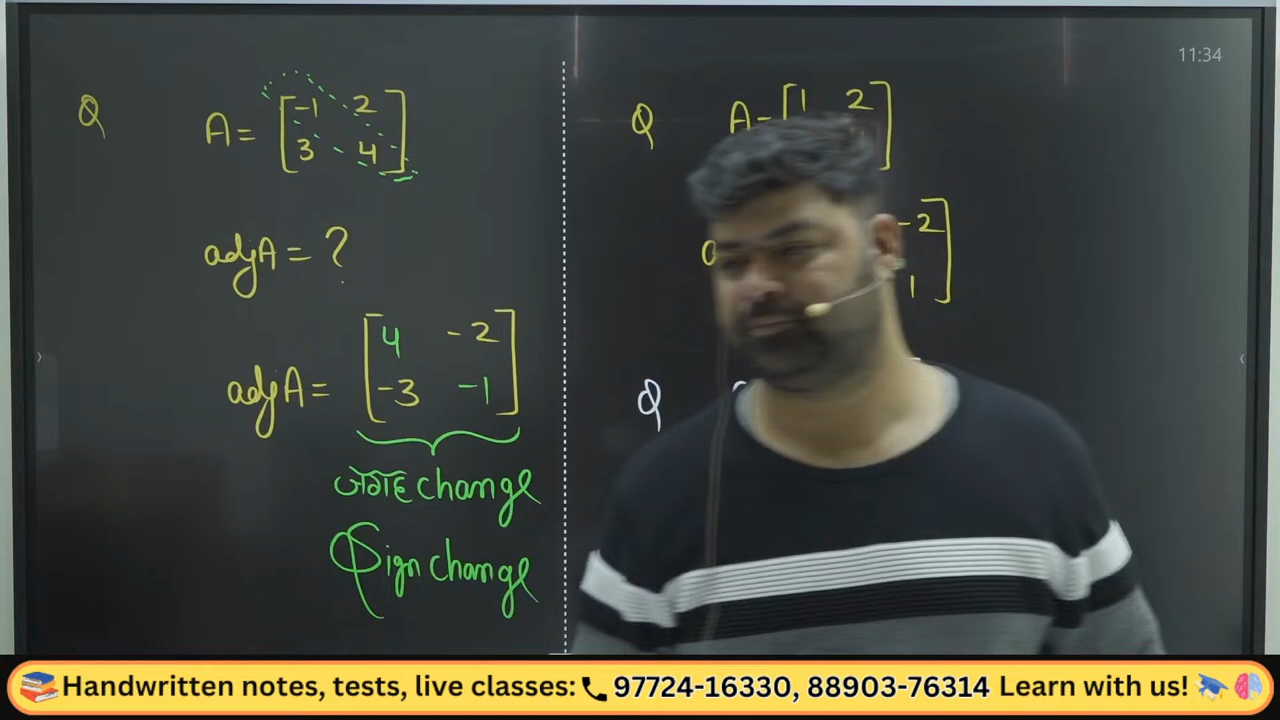 11:34
Q A = [ -1 2
3 4 ]
adjA = ?
adjA = [ 4 -2
-3 -1 ]
जगह change
Sign change
Q A = [ 1 2
-2
1 ]
Q
Handwritten notes, tests, live classes: 97724-16330, 88903-76314 Learn with us!